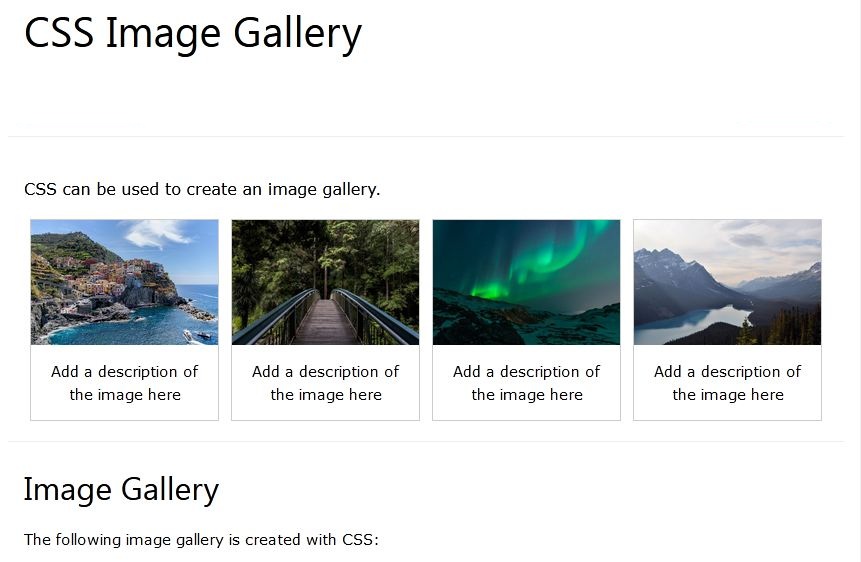 CSS Image Gallery
CSS can be used to create an image gallery.
Add a description of
the image here
Add a description of
the image here
Add a description of
the image here
Add a description of
the image here
Image Gallery
The following image gallery is created with CSS: